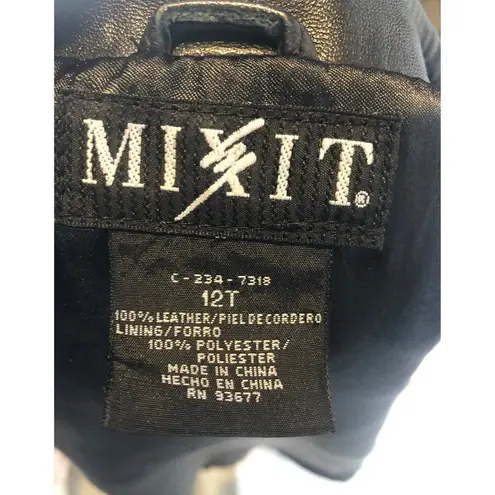 MIXIT®
C-234-7318
12T
100% LEATHER/PIEL DE CORDERO
LINING/FORRO
100% POLYESTER/
POLIESTER
MADE IN CHINA
HECHO EN CHINA
RN 93677